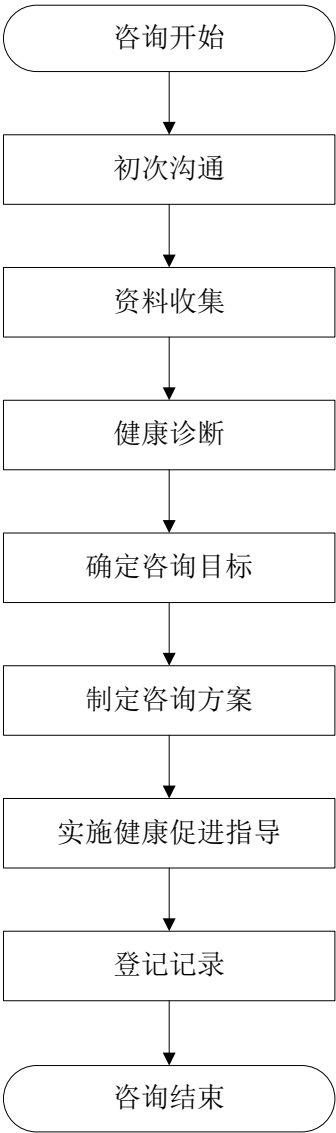 咨询开始
初次沟通
资料收集
健康诊断
确定咨询目标
制定咨询方案
实施健康促进指导
登记记录
咨询结束